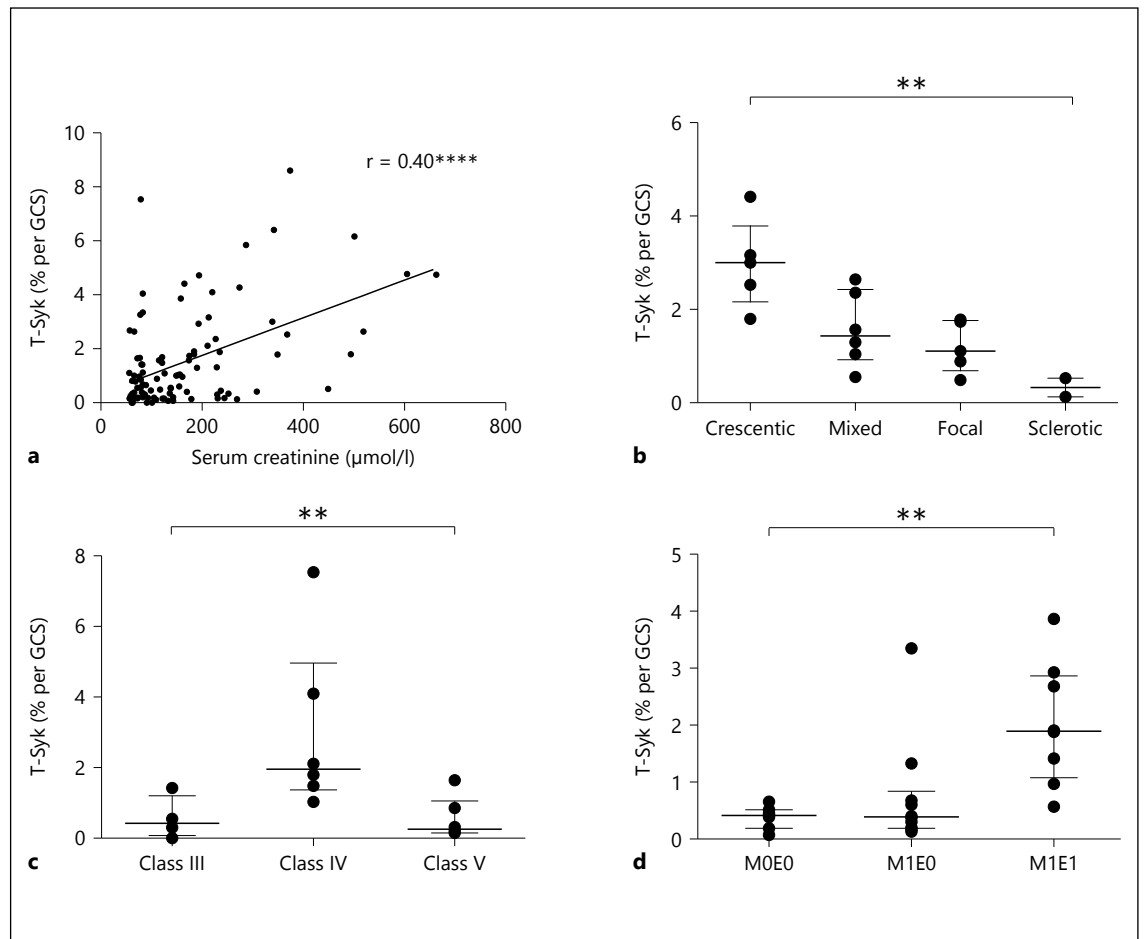 10
8
6
4
2
0
T-Syk (% per GCS)
r = 0.40****
0 200 400 600 800
Serum creatinine (µmol/l)
a
**
6
4
2
0
T-Syk (% per GCS)
Crescentic Mixed Focal Sclerotic
b
**
8
6
4
2
0
T-Syk (% per GCS)
Class III Class IV Class V
c
**
5
4
3
2
1
0
T-Syk (% per GCS)
M0E0 M1E0 M1E1
d